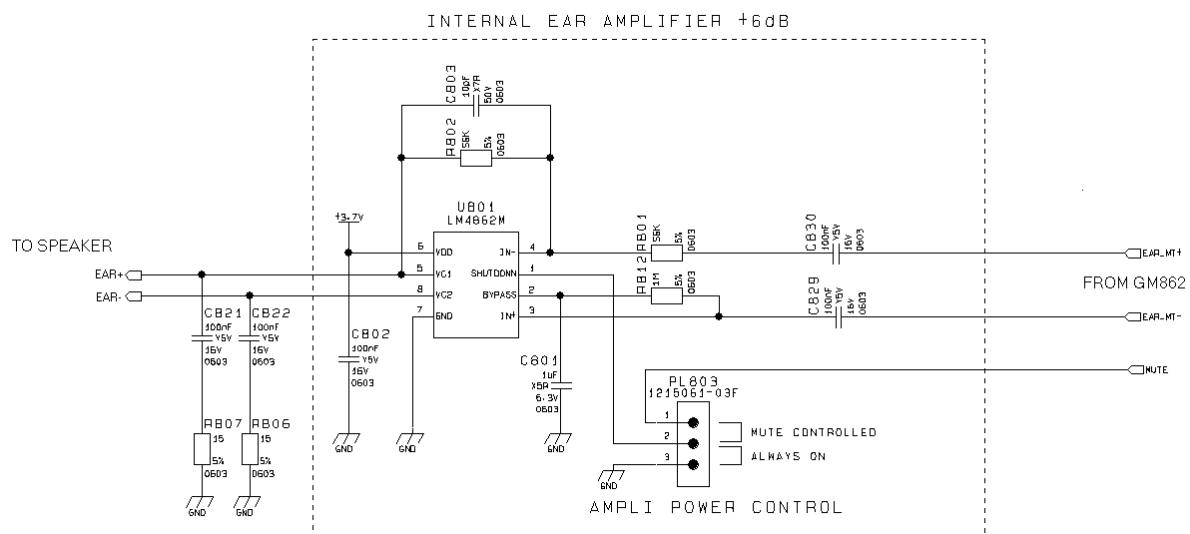 INTERNAL EAR AMPLIFIER +6dB
C803
10pF
X7R
50V
0603
R802
56K
5%
0603
U801
LM4862M
+3.7V
6
VDD
5
VC1
8
VC2
7
GND
IN-
4
SHUTDOWN
1
BYPASS
2
IN+
3
R801
56K
5%
0603
R812
1M
5%
0603
C830
100nF
Y5V
16V
0603
C829
100nF
Y5V
16V
0603
TO SPEAKER
EAR+
EAR-
EAR_MT+
FROM GM862
EAR_MT-
MUTE
C821
100nF
Y5V
16V
0603
C822
100nF
Y5V
16V
0603
C802
100nF
Y5V
16V
0603
C801
1uF
X5R
6.3V
0603
R807
15
5%
0603
R806
15
5%
0603
PL803
1215061-03F
1
2
3
MUTE CONTROLLED
ALWAYS ON
GND
GND
GND
GND
GND
GND
AMPLI POWER CONTROL